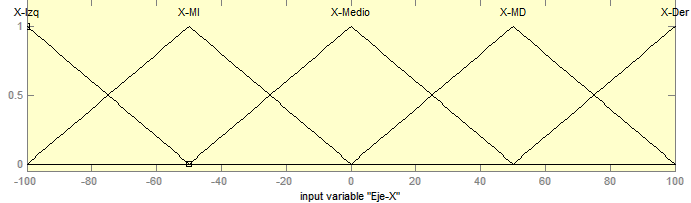 X-Izq X-MI X-Medio X-MD X-Der
1
0.5
0
-100 -80 -60 -40 -20 0 20 40 60 80 100
input variable "Eje-X"